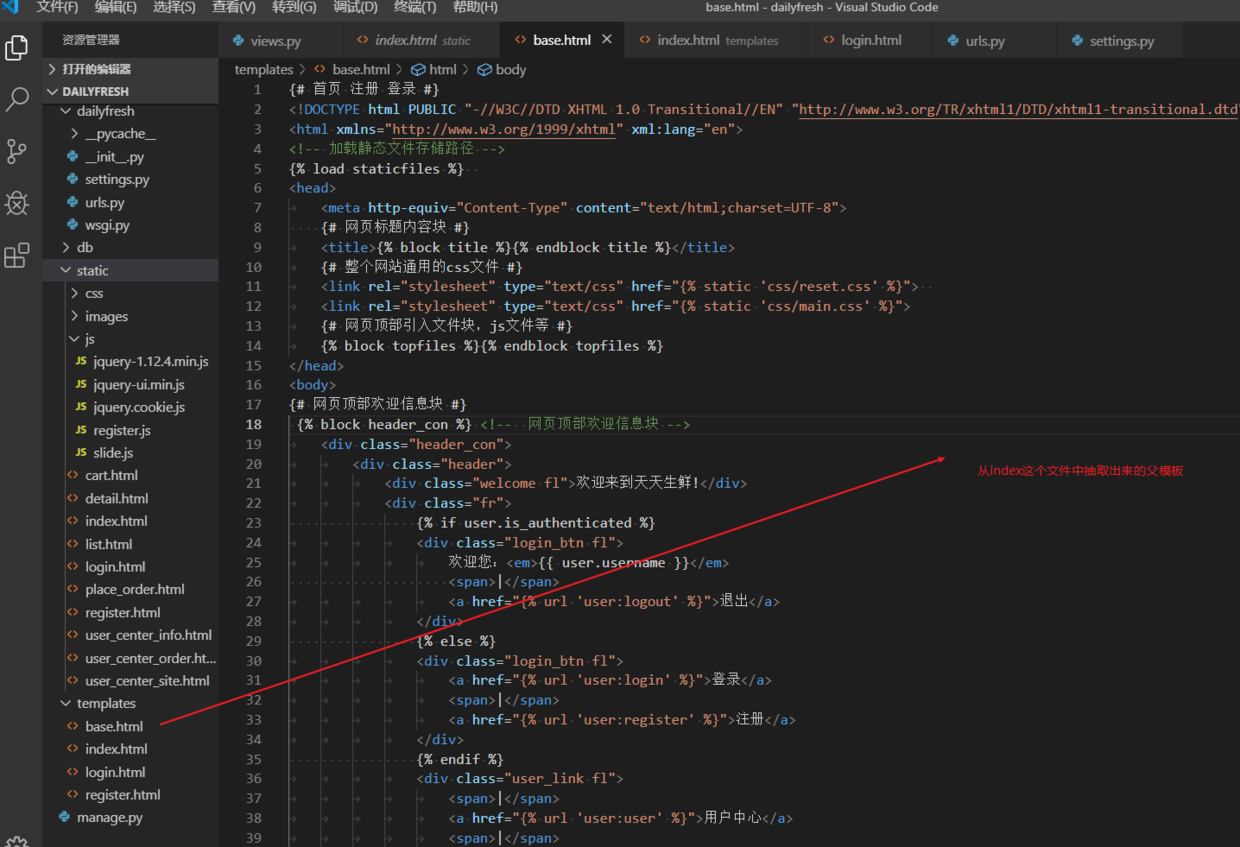 文件(F) 编辑(E) 选择(S) 查看(V) 转到(G) 调试(D) 终端(T) 帮助(H) base.html - dailyfresh - Visual Studio Code
资源管理器
views.py index.html static base.html index.html templates login.html urls.py settings.py
打开的编辑器
DAILYFRESH
dailyfresh
__pycache__
__init__.py
settings.py
urls.py
wsgi.py
db
static
css
images
js
JS jquery-1.12.4.min.js
JS jquery-ui.min.js
JS jquery.cookie.js
JS register.js
JS slide.js
cart.html
detail.html
index.html
list.html
login.html
place_order.html
register.html
user_center_info.html
user_center_order.ht...
user_center_site.html
templates
base.html
index.html
login.html
register.html
manage.py
templates > base.html > html > body
1 {# 首页 注册 登录 #}
2 <!DOCTYPE html PUBLIC "-//W3C//DTD XHTML 1.0 Transitional//EN" "http://www.w3.org/TR/xhtml1/DTD/xhtml1-transitional.dtd"
3 <html xmlns="http://www.w3.org/1999/xhtml" xml:lang="en">
4 <!-- 加载静态文件存储路径 -->
5 {% load staticfiles %}
6 <head>
7 <meta http-equiv="Content-Type" content="text/html;charset=UTF-8">
8 {# 网页标题内容块 #}
9 <title>{% block title %}{% endblock title %}</title>
10 {# 整个网站通用的css文件 #}
11 <link rel="stylesheet" type="text/css" href="{% static 'css/reset.css' %}">
12 <link rel="stylesheet" type="text/css" href="{% static 'css/main.css' %}">
13 {# 网页顶部引入文件块，js文件等 #}
14 {% block topfiles %}{% endblock topfiles %}
15 </head>
16 <body>
17 {# 网页顶部欢迎信息块 #}
18 {% block header_con %} <!-- 网页顶部欢迎信息块 -->
19 <div class="header_con">
20 <div class="header">
21 <div class="welcome fl">欢迎来到天天生鲜!</div>
22 <div class="fr">
23 {% if user.is_authenticated %}
24 <div class="login_btn fl">
25 欢迎您：<em>{{ user.username }}</em>
26 <span>|</span>
27 <a href="{% url 'user:logout' %}">退出</a>
28 </div>
29 {% else %}
30 <div class="login_btn fl">
31 <a href="{% url 'user:login' %}">登录</a>
32 <span>|</span>
33 <a href="{% url 'user:register' %}">注册</a>
34 </div>
35 {% endif %}
36 <div class="user_link fl">
37 <span>|</span>
38 <a href="{% url 'user:user' %}">用户中心</a>
39 <span>|</span>
从index这个文件中抽取出来的父模板